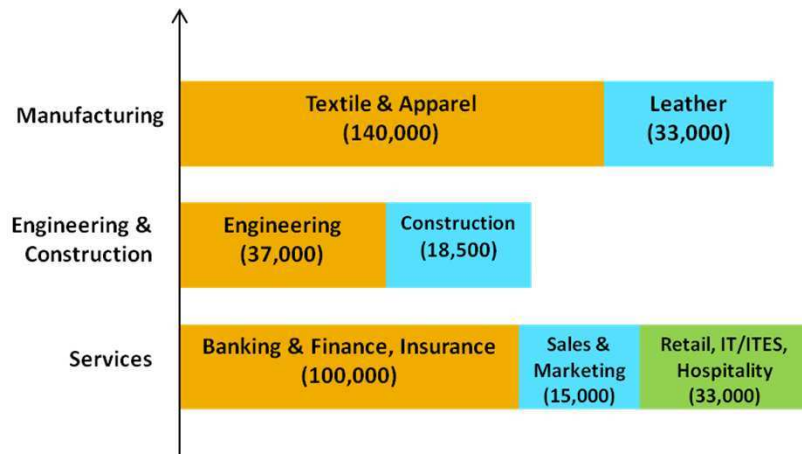 Manufacturing
Textile & Apparel
(140,000)
Leather
(33,000)
Engineering &
Construction
Engineering
(37,000)
Construction
(18,500)
Services
Banking & Finance, Insurance
(100,000)
Sales &
Marketing
(15,000)
Retail, IT/ITES,
Hospitality
(33,000)